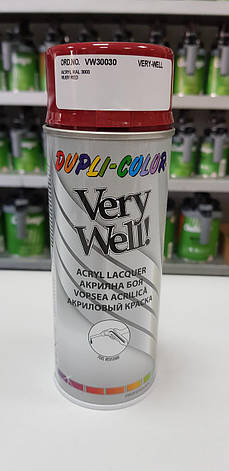 ORD.NO. VW30030 VERY-WELL
ACRYL RAL 3003
RUBY RED
DUPLI-COLOR
Very
Well!
ACRYL LACQUER
АКРИЛНА БОЯ
VOPSEA ACRILICĂ
АКРИЛОВЫЙ КРАСКА